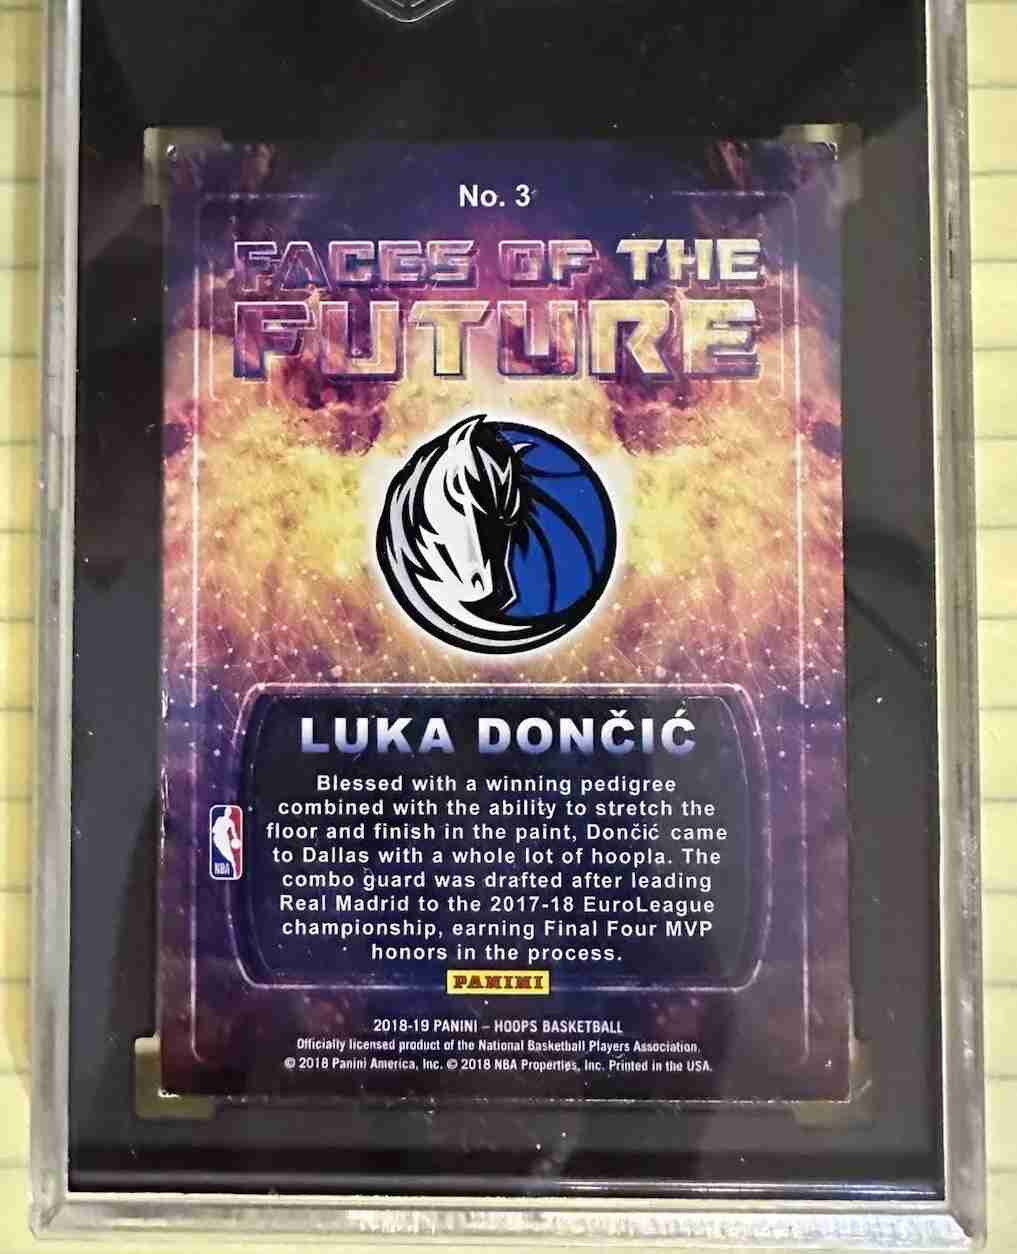 No. 3
FACES OF THE
FUTURE
LUKA DONČIĆ
Blessed with a winning pedigree
combined with the ability to stretch the
floor and finish in the paint, Dončić came
to Dallas with a whole lot of hoopla. The
combo guard was drafted after leading
Real Madrid to the 2017-18 EuroLeague
championship, earning Final Four MVP
honors in the process.
NBA
PANINI
2018-19 PANINI – HOOPS BASKETBALL
Officially licensed product of the National Basketball Players Association.
© 2018 Panini America, Inc. © 2018 NBA Properties, Inc. Printed in the USA.